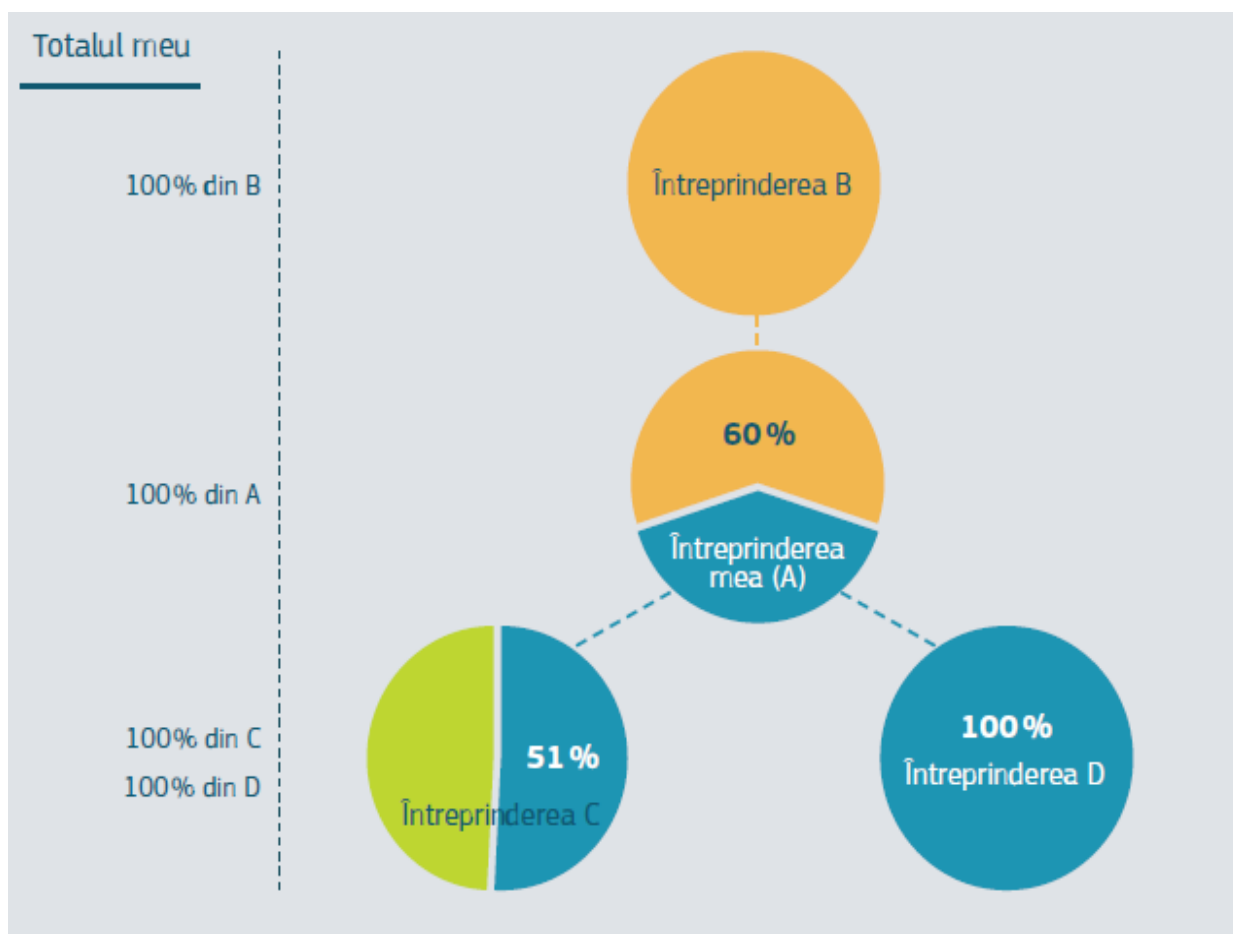 Totalul meu
100% din B
Întreprinderea B
60%
100% din A
Întreprinderea
mea (A)
100% din C
100% din D
51%
Întreprinderea C
100%
Întreprinderea D